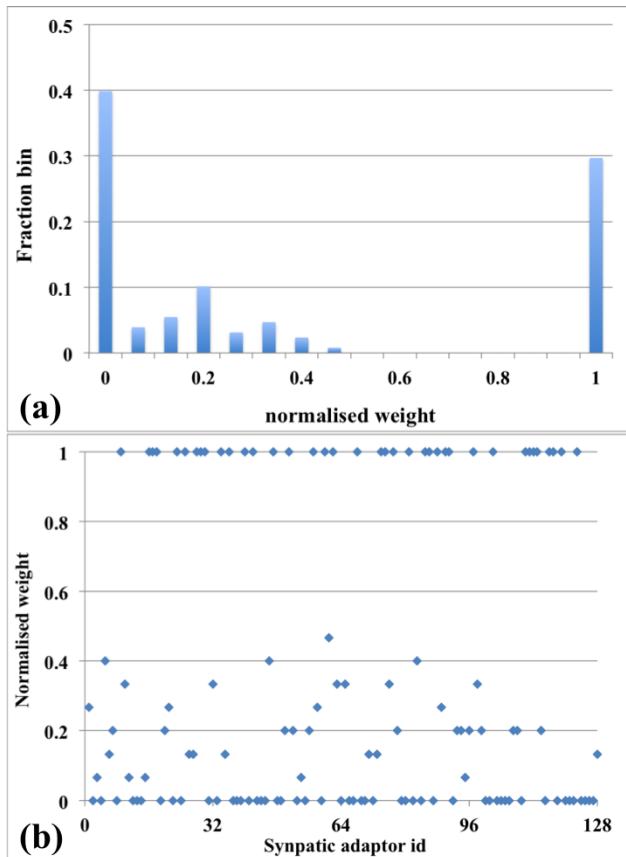 0.5
0.4
0.3
0.2
0.1
0
Fraction bin
0 0.2 0.4 0.6 0.8 1
normalised weight
(a)
1
0.8
0.6
0.4
0.2
0
Normalised weight
0 32 64 96 128
Synpatic adaptor id
(b)